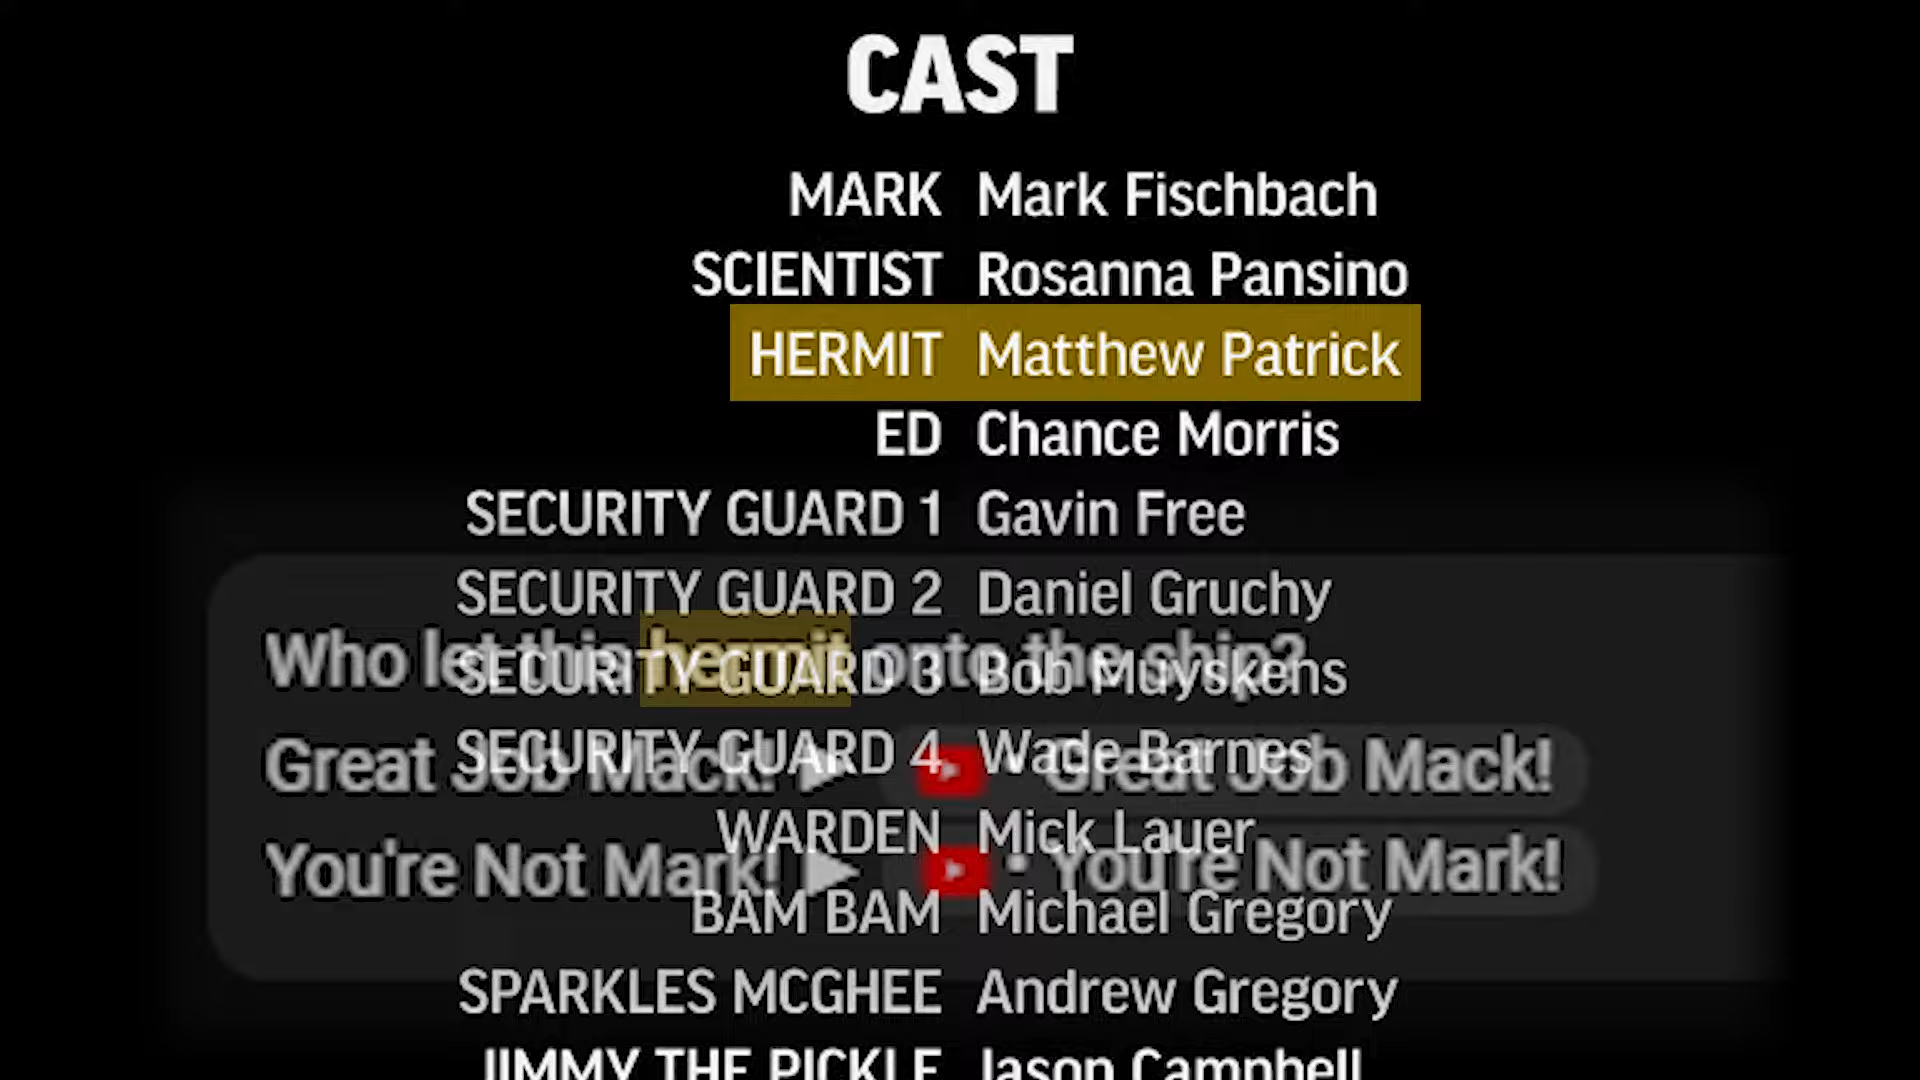 CAST
MARK Mark Fischbach
SCIENTIST Rosanna Pansino
HERMIT Matthew Patrick
ED Chance Morris
SECURITY GUARD 1 Gavin Free
SECURITY GUARD 2 Daniel Gruchy
Who let this hermit onto the ship?
SECURITY GUARD 3 Bob Muyskens
SECURITY GUARD 4 Wade Barnes
Great Job Mack! ▶ • Great Job Mack!
WARDEN Mick Lauer
You're Not Mark! ▶ • You're Not Mark!
BAM BAM Michael Gregory
SPARKLES MCGHEE Andrew Gregory
JIMMY THE PICKLE Jason Campbell